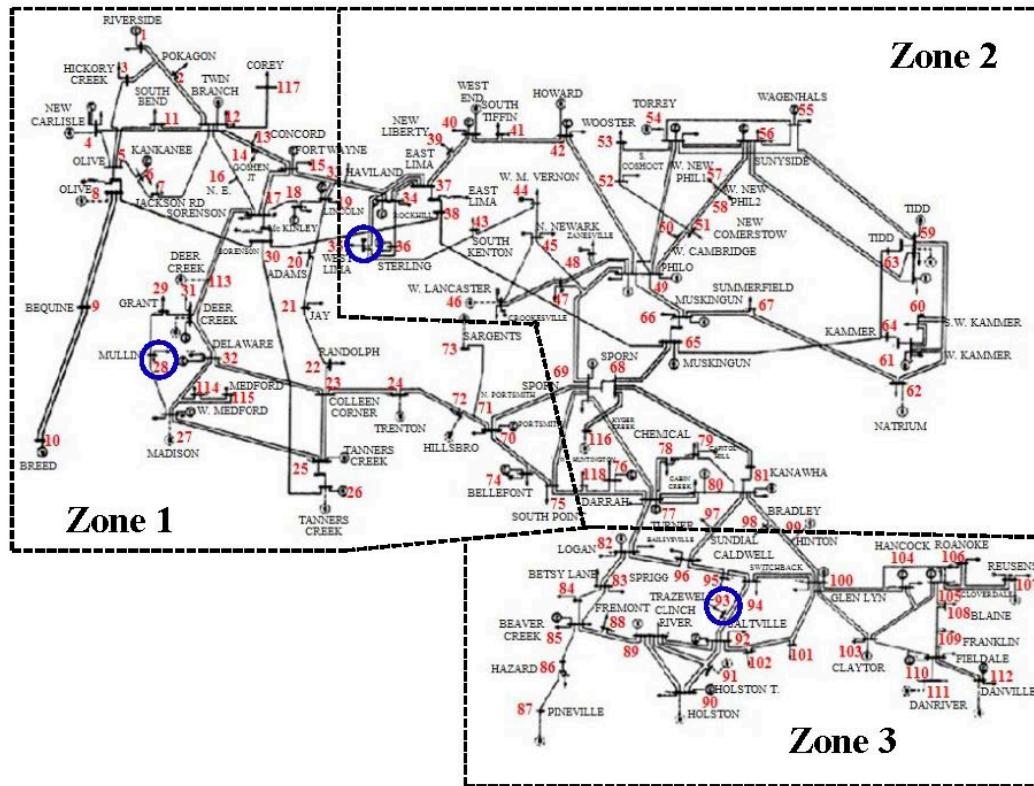 RIVERSIDE
1
POKAGON
HICKORY
CREEK
3
2
TWIN
BRANCH
COREY
117
SOUTH
BEND
11
12
NEW
CARLISLE
4
13
CONCORD
14
GOSHEN
JT
FORT WAYNE
15
OLIVE
5
KANKANEE
6
7
JACKSON RD
OLIVE
8
16
N. E.
SORENSON
17
18
Mc KINLEY
LINCOLN
19
33
HAVILAND
SORENSON
30
ADAMS
20
DEER
CREEK
113
GRANT
29
31
DEER
CREEK
21
JAY
BEQUINE
9
MULLIN
28
DELAWARE
32
RANDOLPH
22
114
MEDFORD
115
W. MEDFORD
27
MADISON
23
COLLEEN
CORNER
24
TRENTON
10
BREED
25
TANNERS
CREEK
26
TANNERS
CREEK
72
HILLSBRO
SARGENTS
73
71
N. PORTSMITH
70
PORTSMITH
74
BELLEFONT
75
SOUTH POIN
Zone 1
Zone 2
WEST
END
40
SOUTH
TIFFIN
41
HOWARD
42
NEW
LIBERTY
39
EAST
LIMA
37
34
ROCKHILL
EAST
LIMA
38
WEST
LIMA
36
STERLING
W. M. VERNON
44
43
SOUTH
KENTON
N. NEWARK
45
ZANESVILLE
48
W. LANCASTER
46
47
CROOKESVILLE
WOOSTER
53
S.
COSHOCT
52
TORREY
54
WAGENHALS
55
56
SUNYSIDE
W. NEW
PHIL1
57
W. NEW
PHIL2
58
NEW
COMERSTOW
51
50
W. CAMBRIDGE
PHILO
49
TIDD
59
TIDD
63
60
S.W. KAMMER
KAMMER
64
61
W. KAMMER
62
NATRIUM
MUSKINGUN
66
SUMMERFIELD
67
65
MUSKINGUN
SPORN
68
69
SPORN
KYGER
CREEK
116
HUNTINGTON
118
76
DARRAH
CHEMICAL
78
79
CAPITOL
HILL
CABIN
CREEK
80
77
TURNER
81
KANAWHA
BRADLEY
97
98
99
HINTON
SUNDIAL
CALDWELL
LOGAN
82
BAILEYSVILLE
96
SPRIGG
95
SWITCHBACK
94
BETSY LANE
83
84
FREMONT
88
BEAVER
CREEK
85
TRAZEWEL
93
CLINCH
RIVER
SALTVILLE
92
89
91
102
101
HOLSTON T.
90
HOLSTON
HAZARD
86
87
PINEVILLE
100
GLEN LYN
HANCOCK
104
ROANOKE
106
REUSENS
107
CLOVERDALE
105
108
BLAINE
103
CLAYTOR
109
FRANKLIN
FIELDALE
110
111
DANRIVER
112
DANVILLE
Zone 3